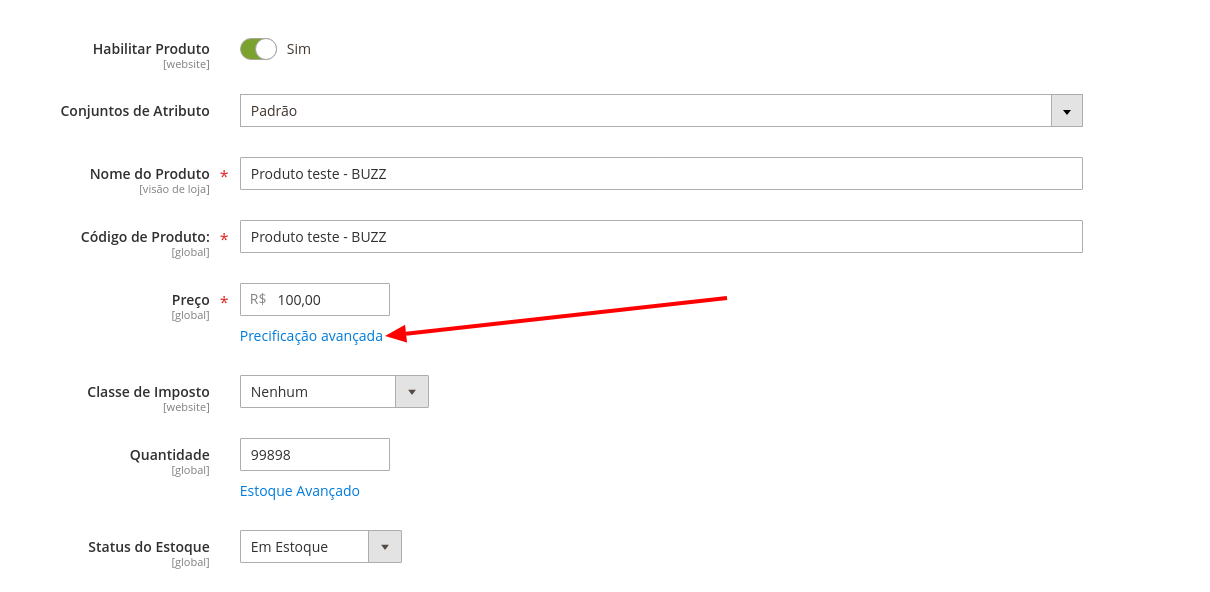 Habilitar Produto
[website]
Sim
Conjuntos de Atributo
Padrão
Nome do Produto *
[visão de loja]
Produto teste - BUZZ
Código de Produto: *
[global]
Produto teste - BUZZ
Preço *
[global]
R$ 100,00
Precificação avançada
Classe de Imposto
[website]
Nenhum
Quantidade
[global]
99898
Estoque Avançado
Status do Estoque
[global]
Em Estoque